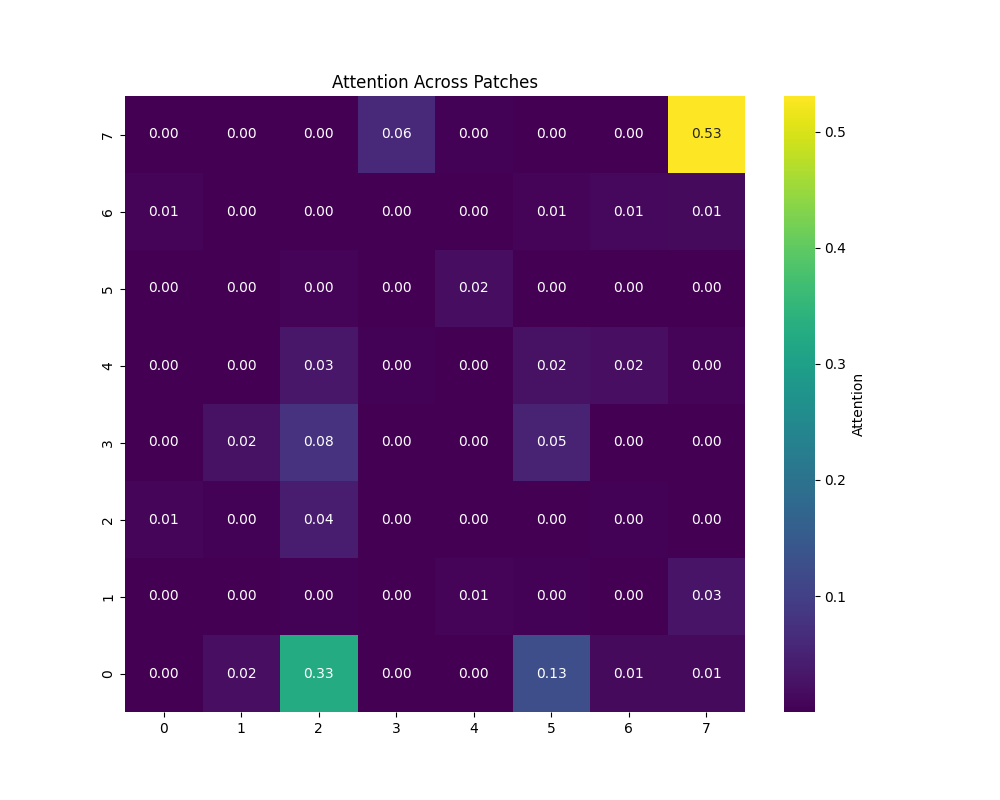 Attention Across Patches
7 0.00 0.00 0.00 0.06 0.00 0.00 0.00 0.53
6 0.01 0.00 0.00 0.00 0.00 0.01 0.01 0.01
5 0.00 0.00 0.00 0.00 0.02 0.00 0.00 0.00
4 0.00 0.00 0.03 0.00 0.00 0.02 0.02 0.00
3 0.00 0.02 0.08 0.00 0.00 0.05 0.00 0.00
2 0.01 0.00 0.04 0.00 0.00 0.00 0.00 0.00
1 0.00 0.00 0.00 0.00 0.01 0.00 0.00 0.03
0 0.00 0.02 0.33 0.00 0.00 0.13 0.01 0.01
0 1 2 3 4 5 6 7
0.5
0.4
0.3
0.2
0.1
Attention